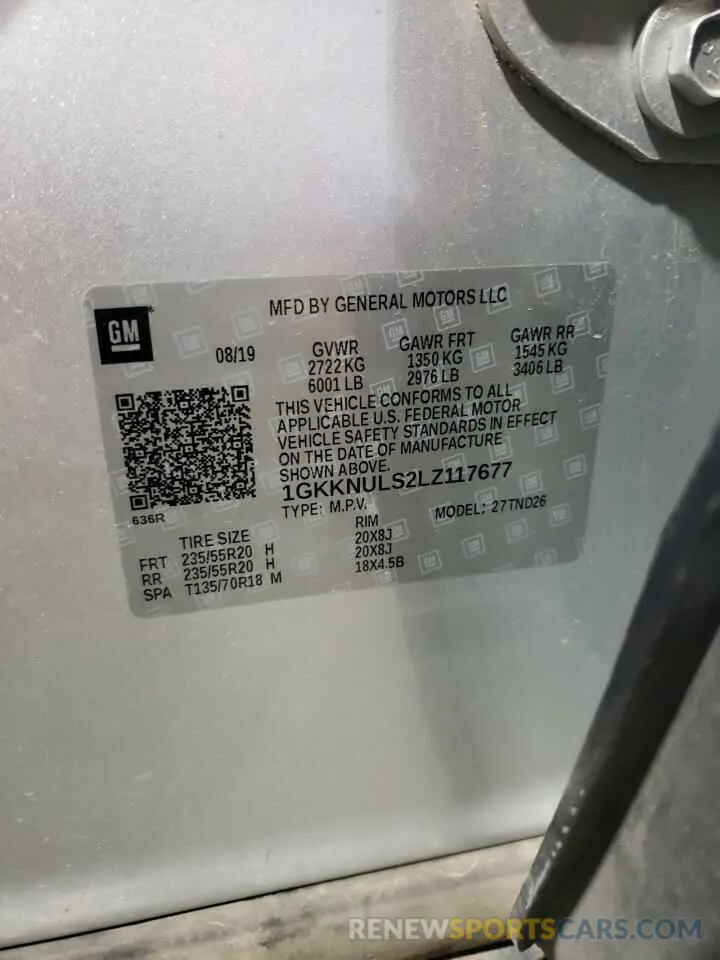 MFD BY GENERAL MOTORS LLC
GM
08/19
GVWR GAWR FRT GAWR RR
2722 KG 1350 KG 1545 KG
6001 LB 2976 LB 3406 LB
THIS VEHICLE CONFORMS TO ALL
APPLICABLE U.S. FEDERAL MOTOR
VEHICLE SAFETY STANDARDS IN EFFECT
ON THE DATE OF MANUFACTURE
SHOWN ABOVE.
1GKKNULS2LZ117677
636R
TYPE: M.P.V. MODEL: 27TND26
TIRE SIZE RIM
FRT 235/55R20 H 20X8J
RR 235/55R20 H 20X8J
SPA T135/70R18 M 18X4.5B
RENEWSPORTSCARS.COM